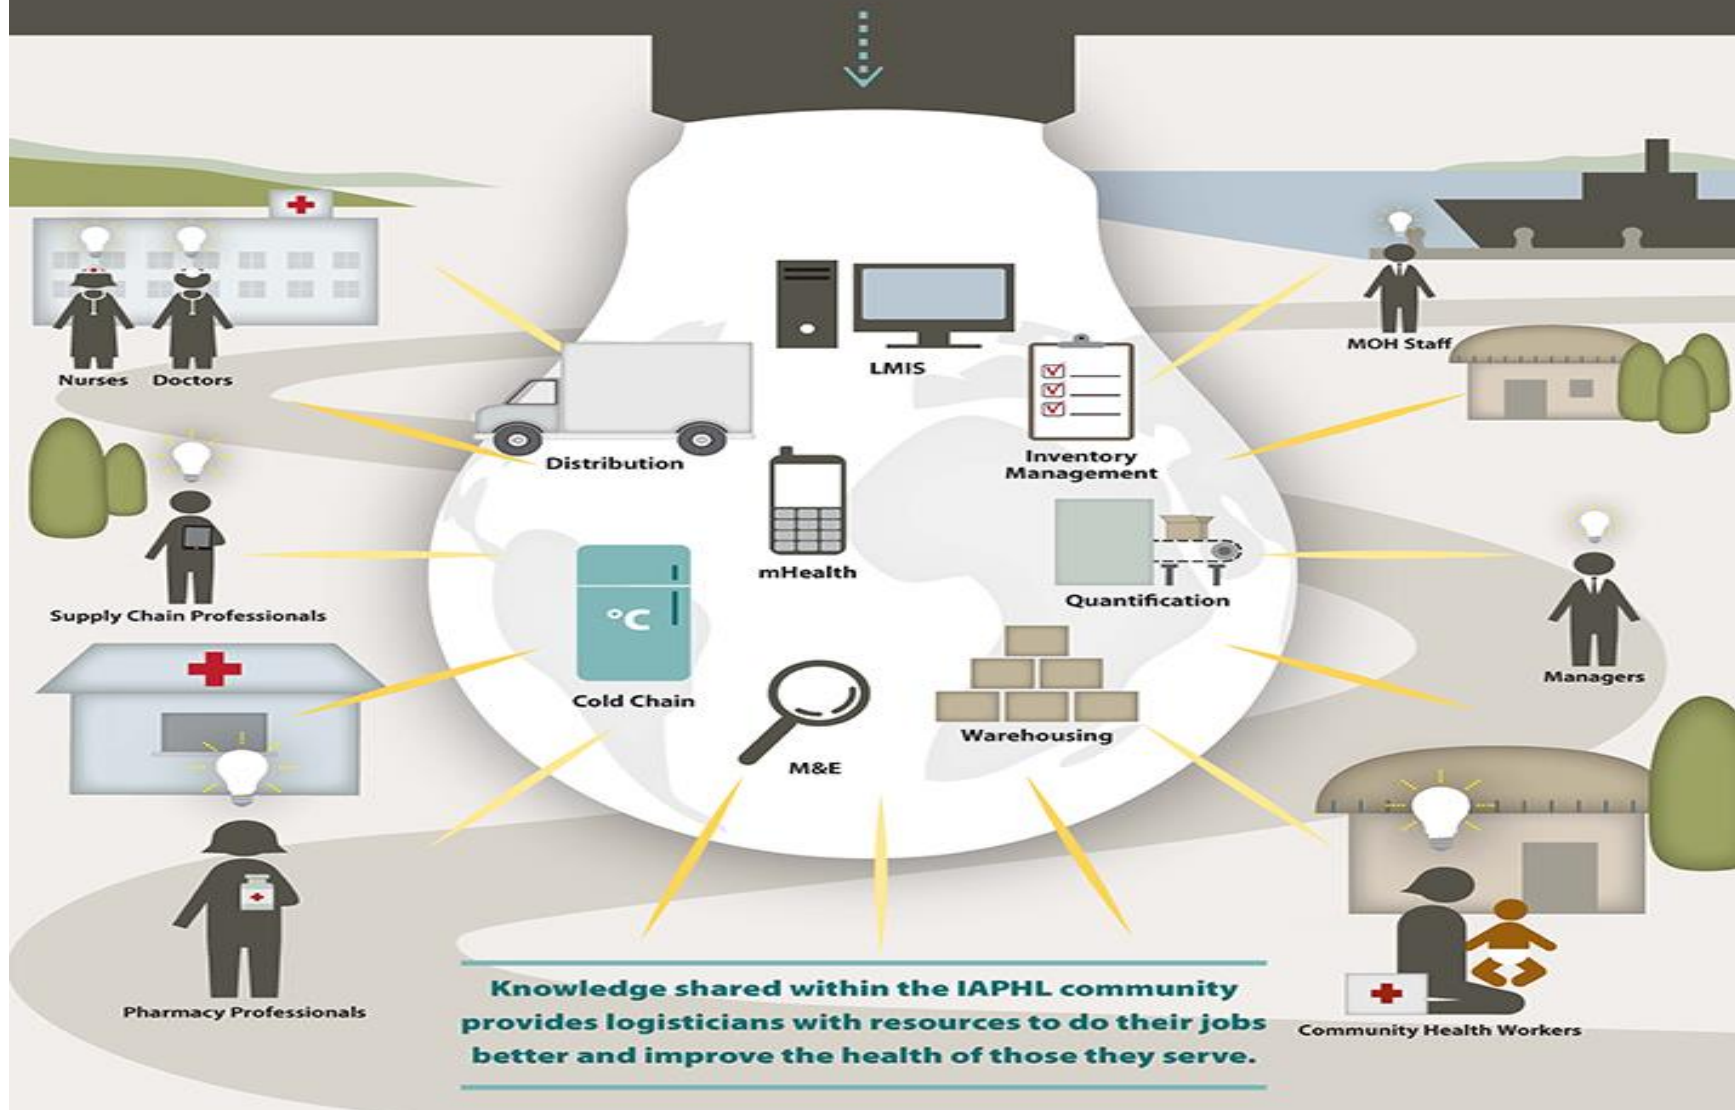 LMIS
MOH Staff
Nurses
Doctors
Distribution
Inventory
Management
mHealth
Quantification
Supply Chain Professionals
°C
Cold Chain
Managers
Warehousing
M&E
Pharmacy Professionals
Community Health Workers
Knowledge shared within the IAPHL community
provides logisticians with resources to do their jobs
better and improve the health of those they serve.